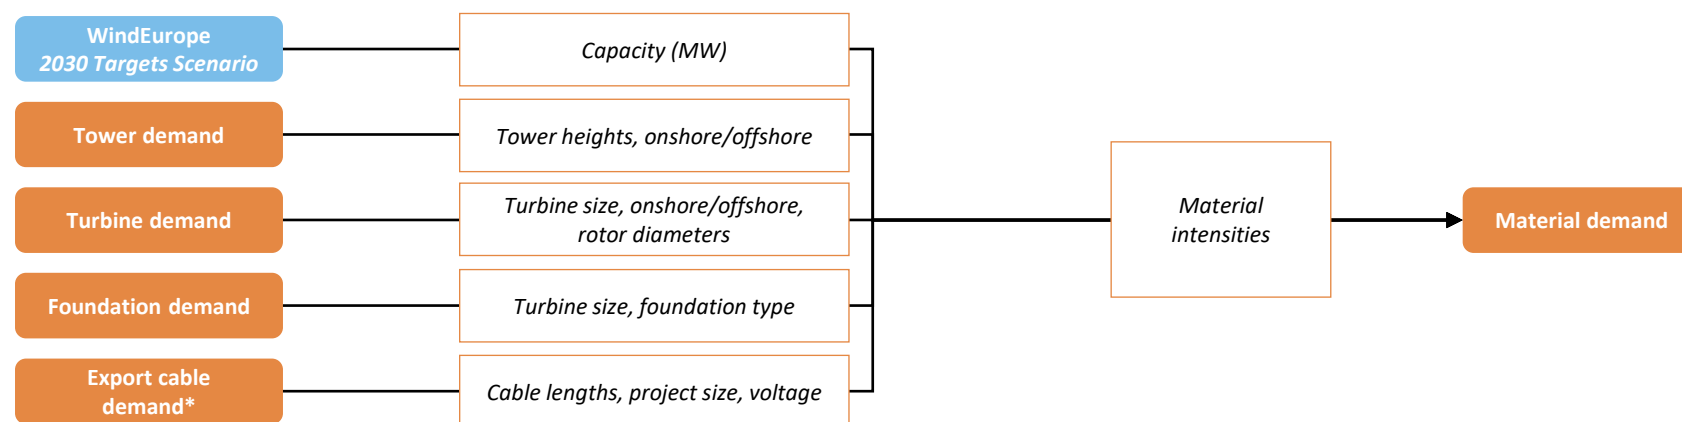 WindEurope
2030 Targets Scenario
Capacity (MW)
Tower demand
Tower heights, onshore/offshore
Turbine demand
Turbine size, onshore/offshore,
rotor diameters
Foundation demand
Turbine size, foundation type
Export cable
demand*
Cable lengths, project size, voltage
Material
intensities
Material demand